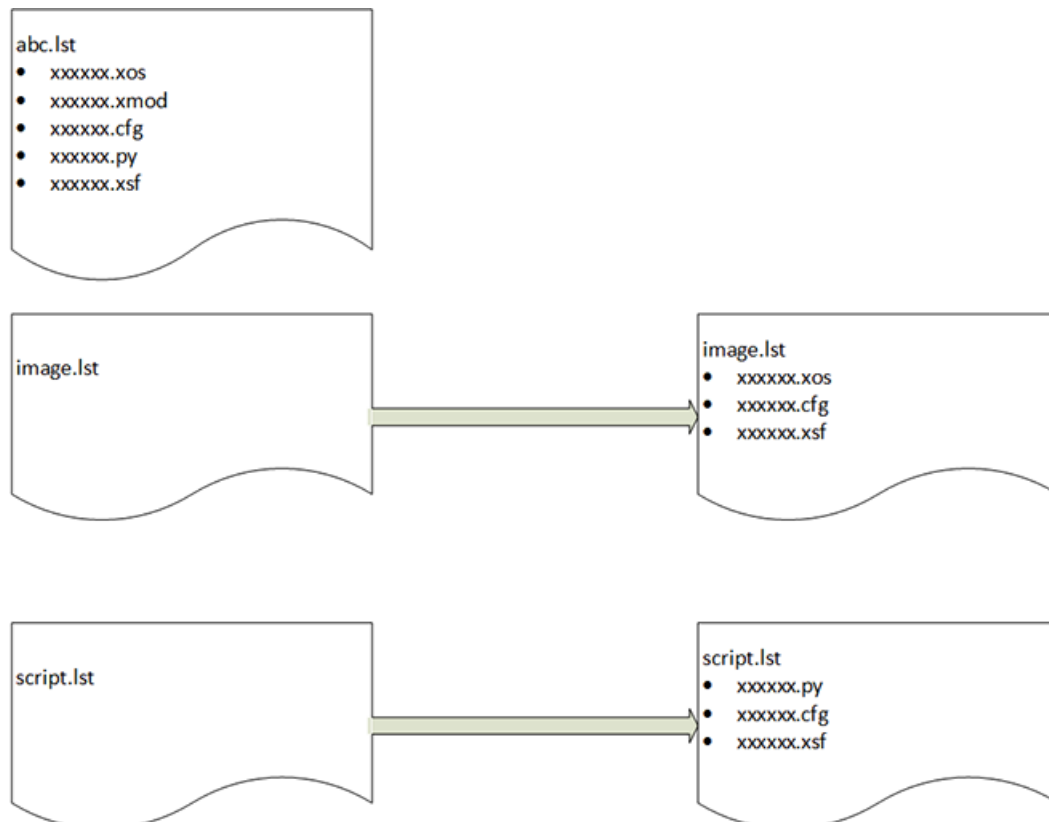 abc.lst
• xxxxxx.xos
• xxxxxx.xmod
• xxxxxx.cfg
• xxxxxx.py
• xxxxxx.xsf
image.lst
image.lst
• xxxxxx.xos
• xxxxxx.cfg
• xxxxxx.xsf
script.lst
script.lst
• xxxxxx.py
• xxxxxx.cfg
• xxxxxx.xsf